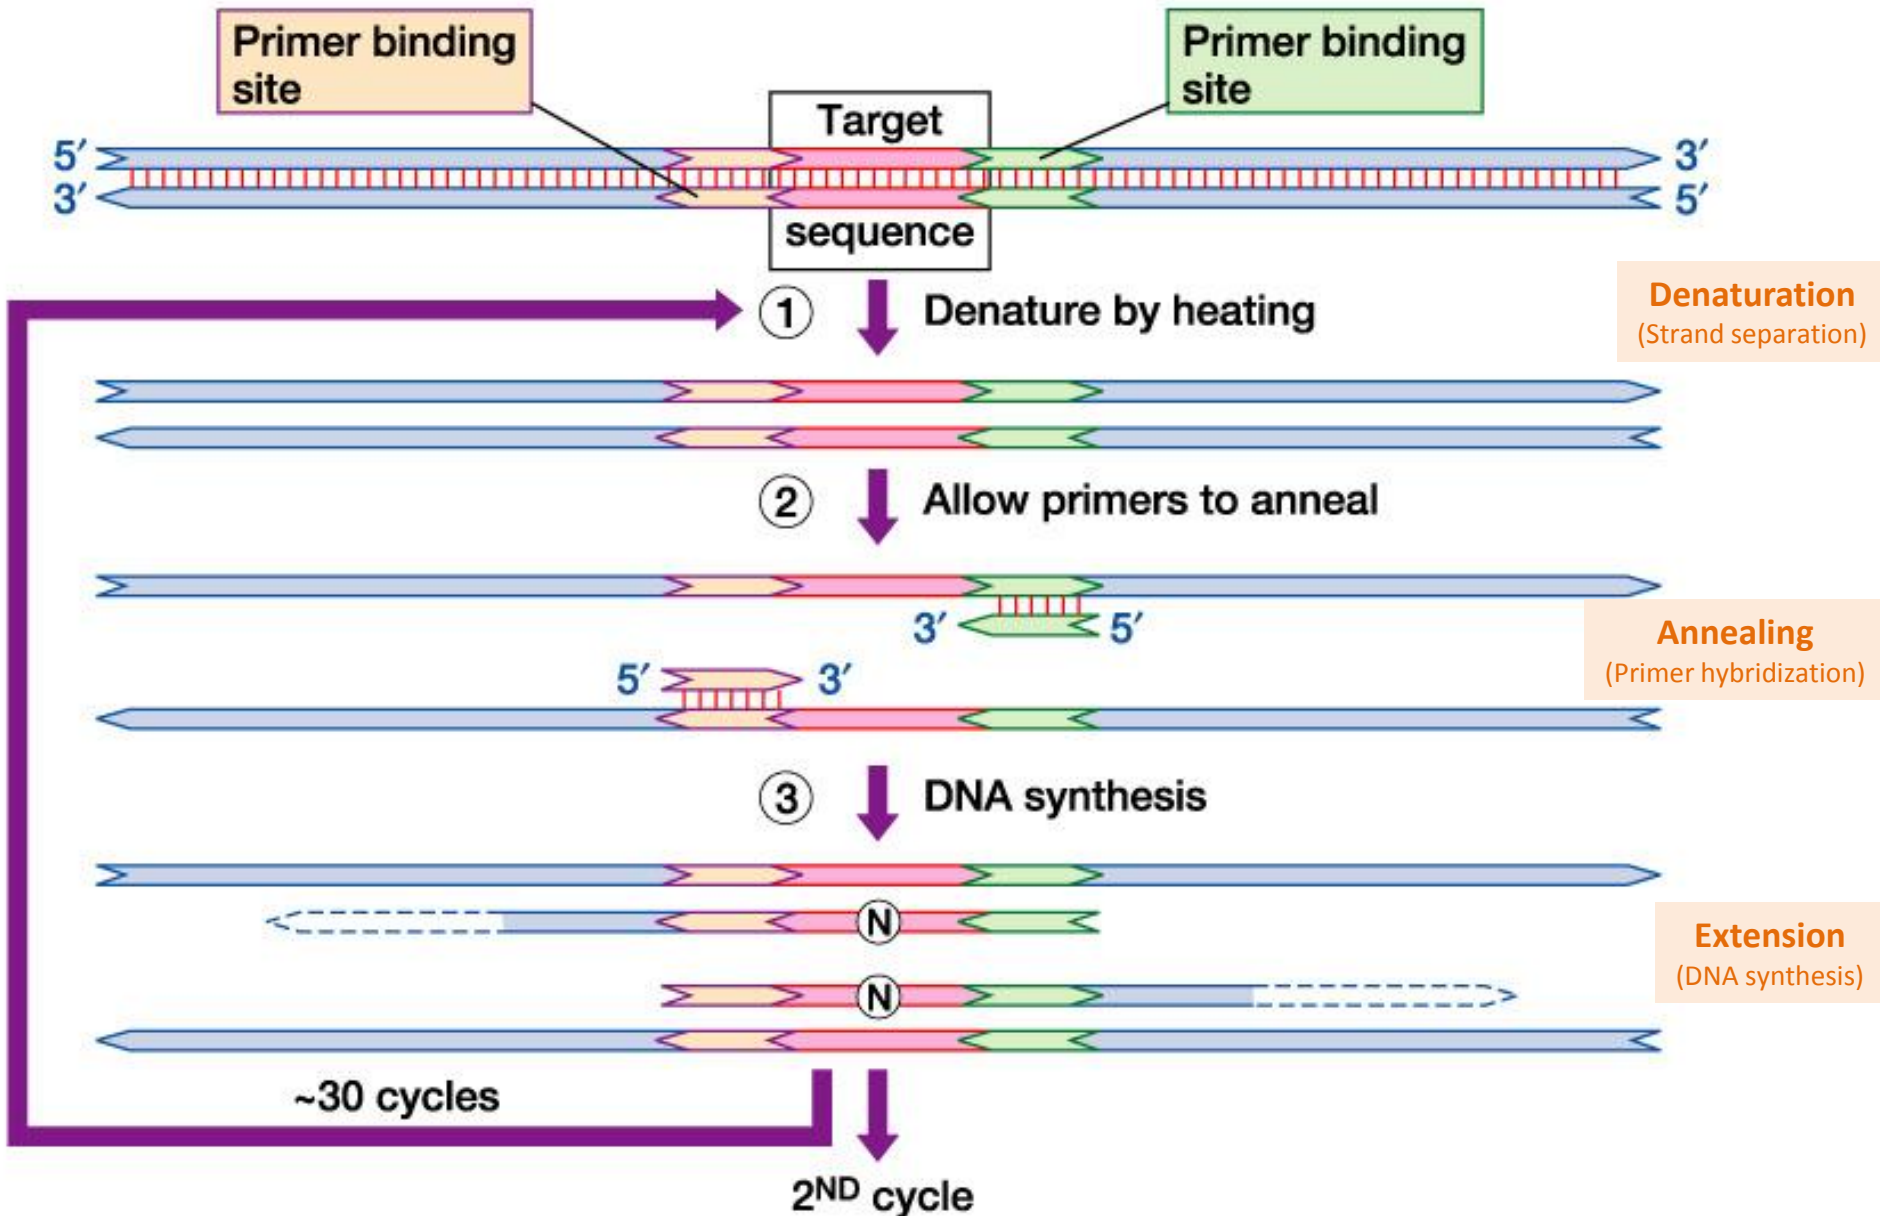 Primer binding
site
Primer binding
site
Target
5′
3′
3′
5′
sequence
1
Denature by heating
Denaturation
(Strand separation)
2
Allow primers to anneal
3′
5′
Annealing
(Primer hybridization)
5′
3′
3
DNA synthesis
N
Extension
(DNA synthesis)
N
~30 cycles
2ND cycle